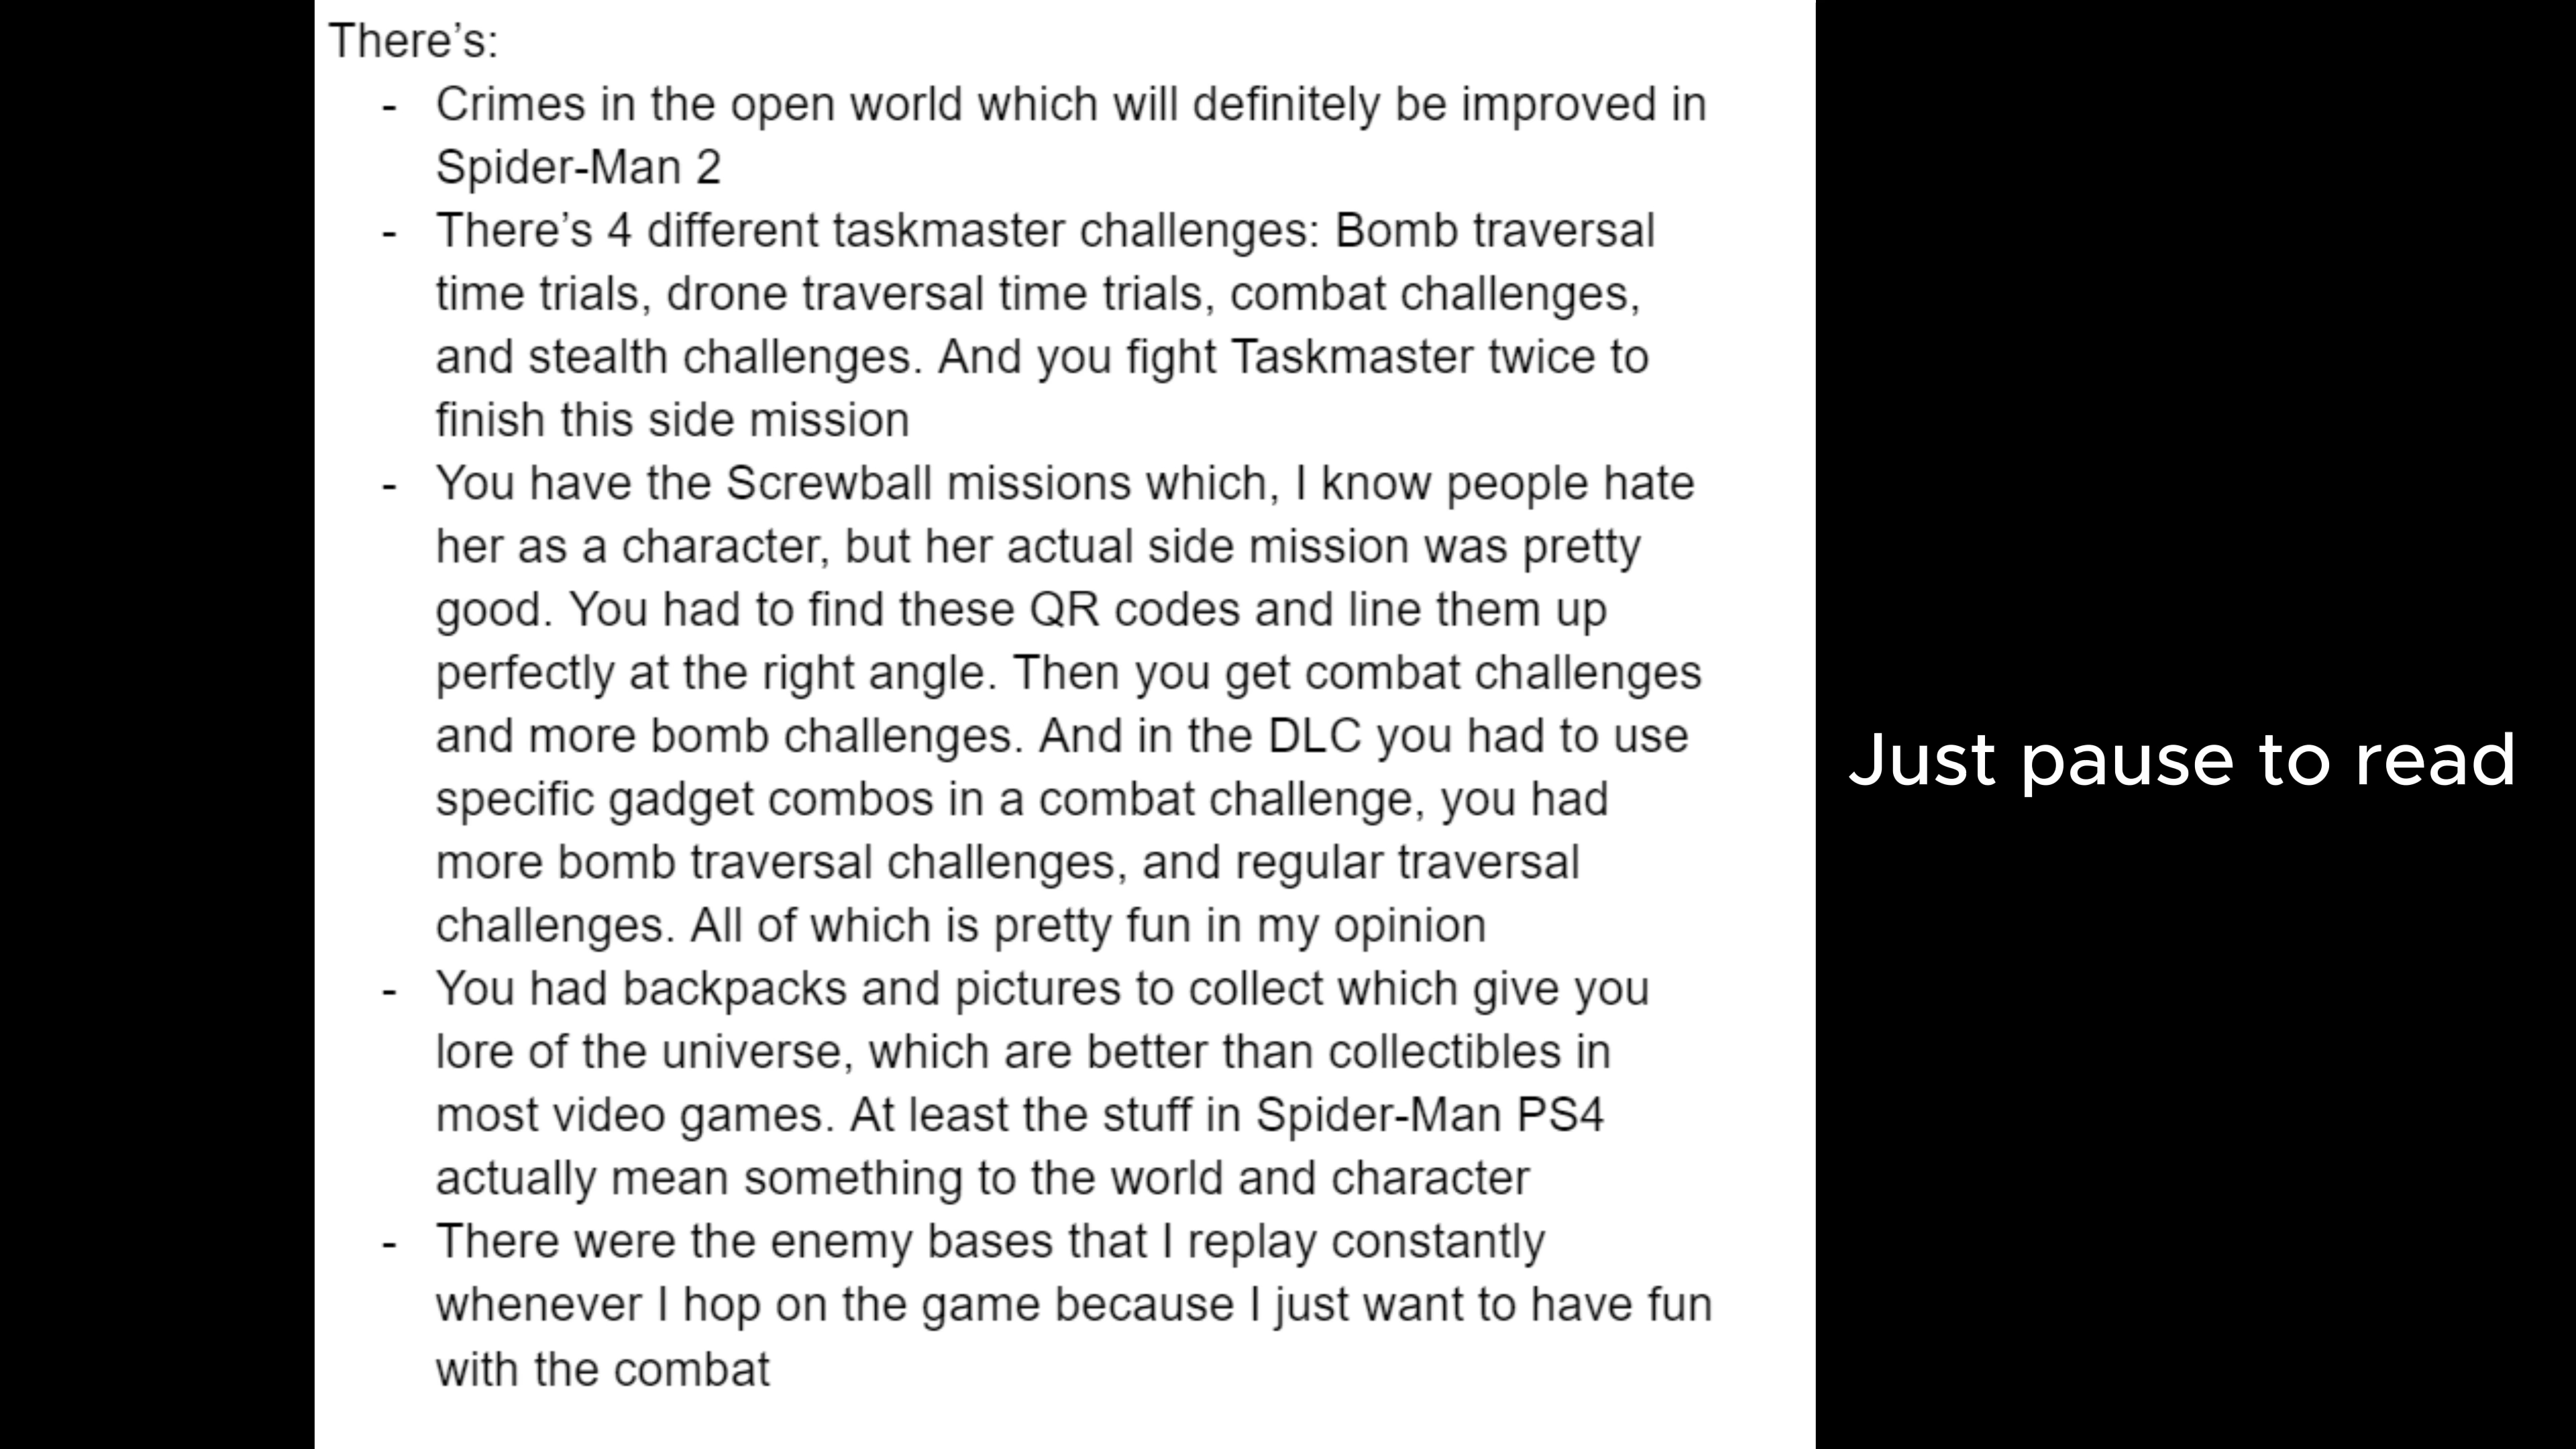 There’s:
- Crimes in the open world which will definitely be improved in
Spider-Man 2
- There’s 4 different taskmaster challenges: Bomb traversal
time trials, drone traversal time trials, combat challenges,
and stealth challenges. And you fight Taskmaster twice to
finish this side mission
- You have the Screwball missions which, I know people hate
her as a character, but her actual side mission was pretty
good. You had to find these QR codes and line them up
perfectly at the right angle. Then you get combat challenges
and more bomb challenges. And in the DLC you had to use
specific gadget combos in a combat challenge, you had
more bomb traversal challenges, and regular traversal
challenges. All of which is pretty fun in my opinion
- You had backpacks and pictures to collect which give you
lore of the universe, which are better than collectibles in
most video games. At least the stuff in Spider-Man PS4
actually mean something to the world and character
- There were the enemy bases that I replay constantly
whenever I hop on the game because I just want to have fun
with the combat
Just pause to read